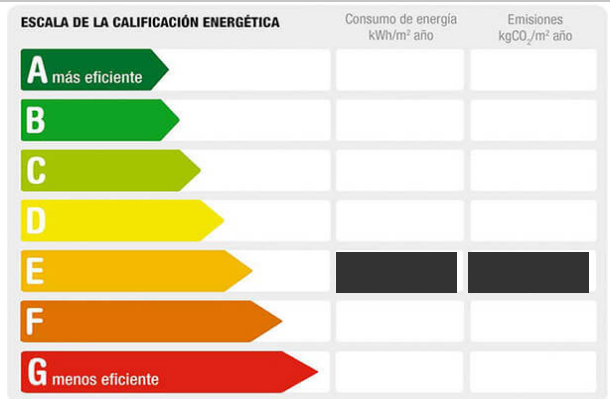 ESCALA DE LA CALIFICACIÓN ENERGÉTICA
Consumo de energía
kWh/m² año
Emisiones
kgCO₂/m² año
A más eficiente
B
C
D
E
F
G menos eficiente